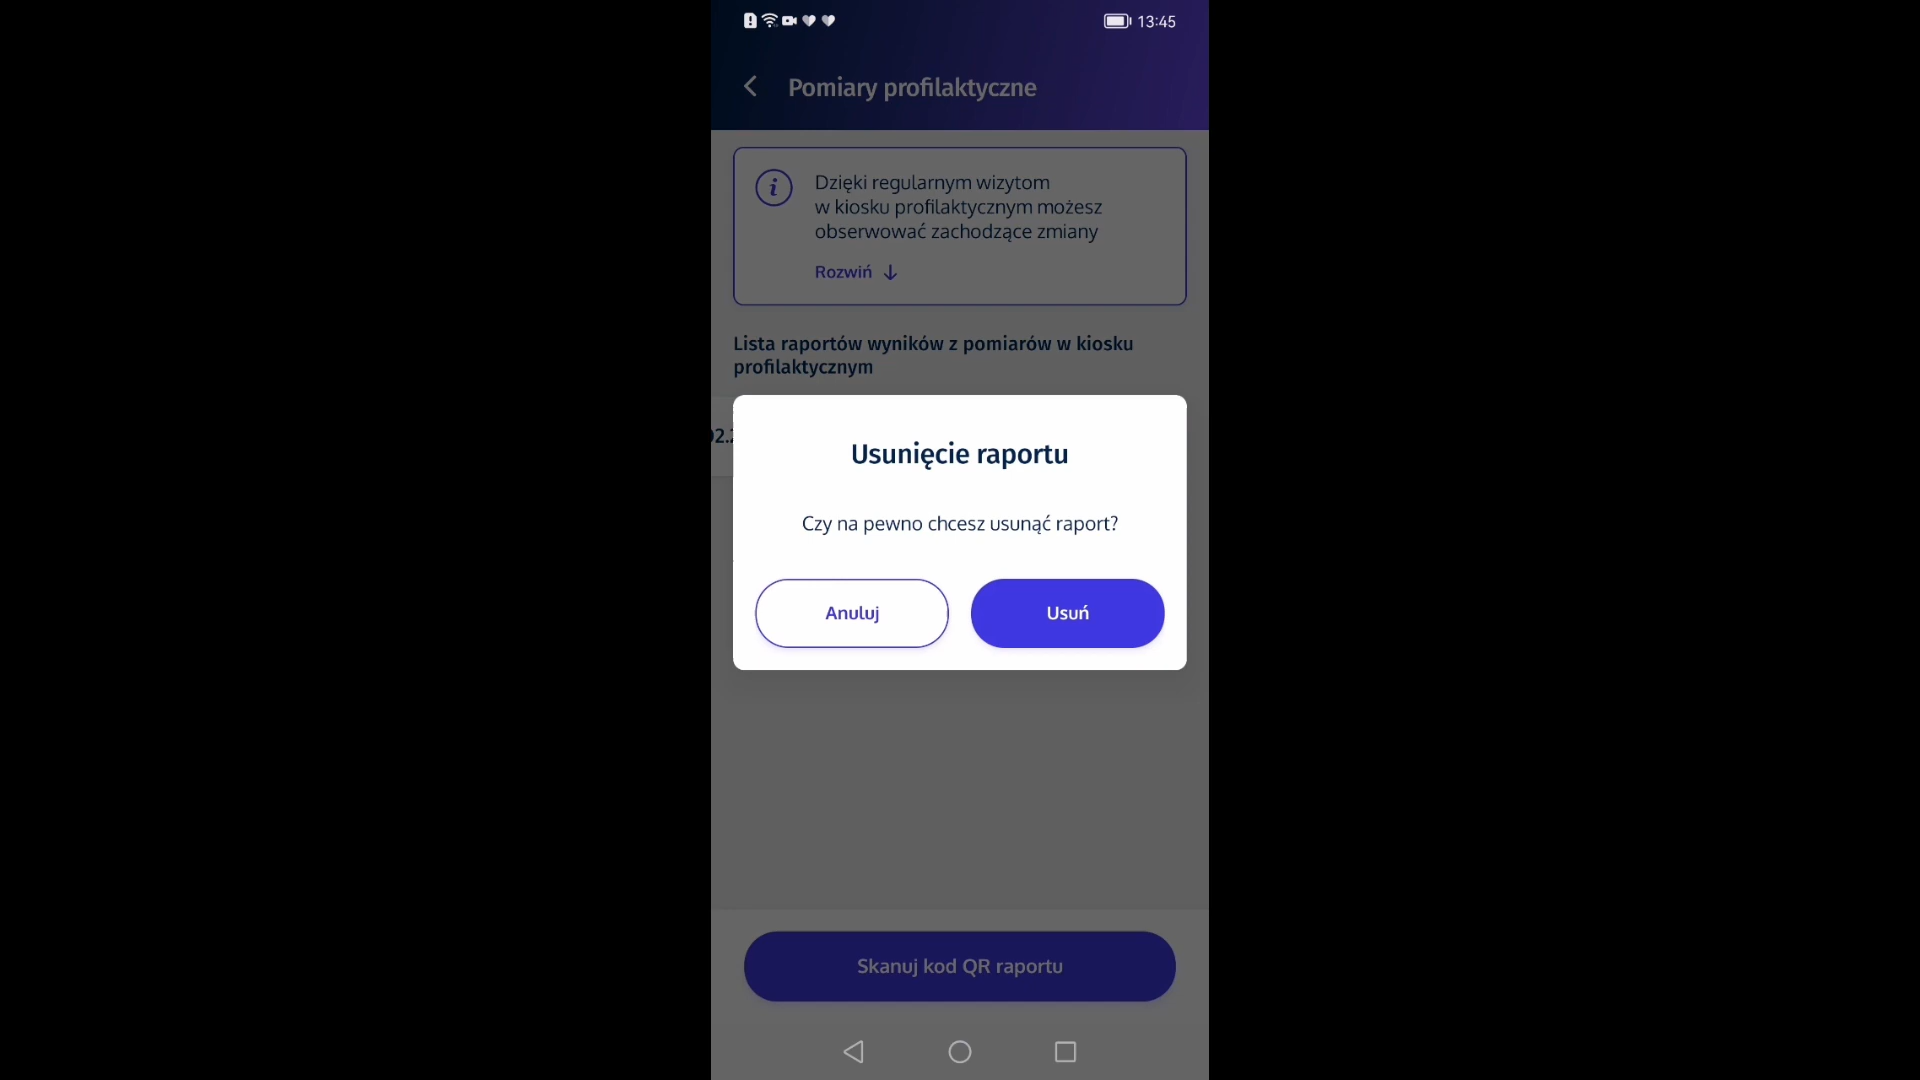 13:45
Pomiary profilaktyczne
Dzięki regularnym wizytom
w kiosku profilaktycznym możesz
obserwować zachodzące zmiany
Rozwiń
Lista raportów wyników z pomiarów w kiosku
profilaktycznym
Usunięcie raportu
Czy na pewno chcesz usunąć raport?
Anuluj
Usuń
Skanuj kod QR raportu